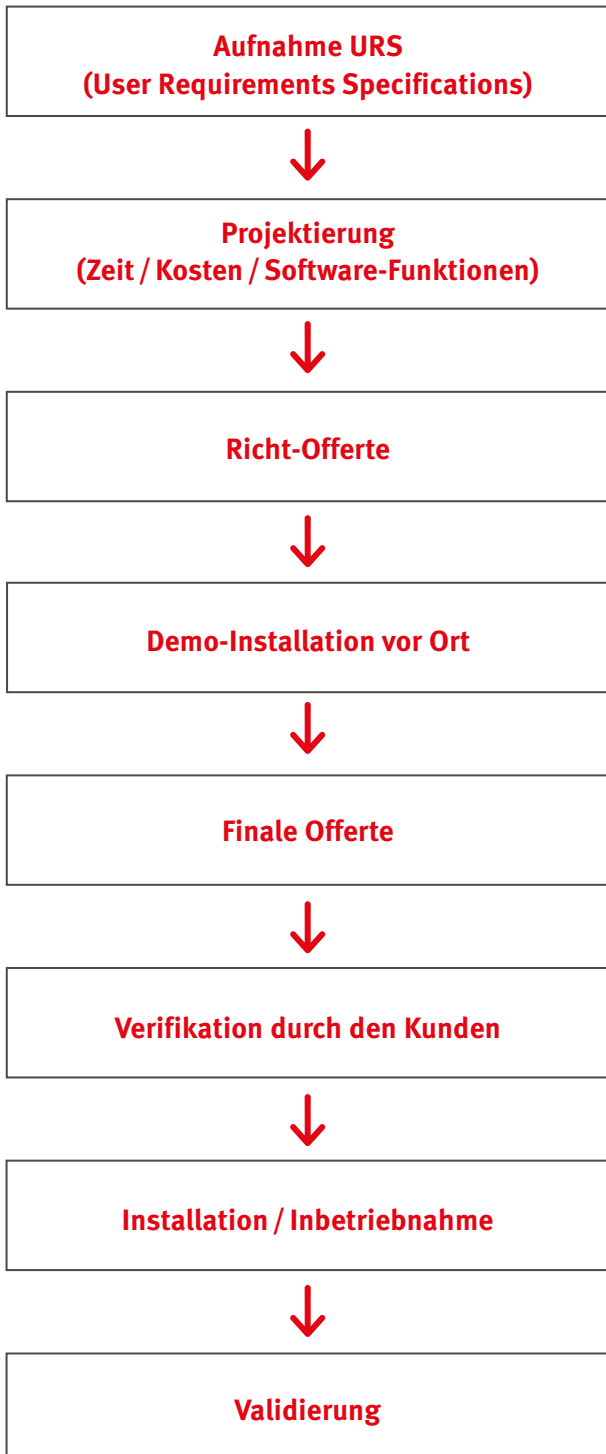 Aufnahme URS
(User Requirements Specifications)
Projektierung
(Zeit / Kosten / Software-Funktionen)
Richt-Offerte
Demo-Installation vor Ort
Finale Offerte
Verifikation durch den Kunden
Installation / Inbetriebnahme
Validierung